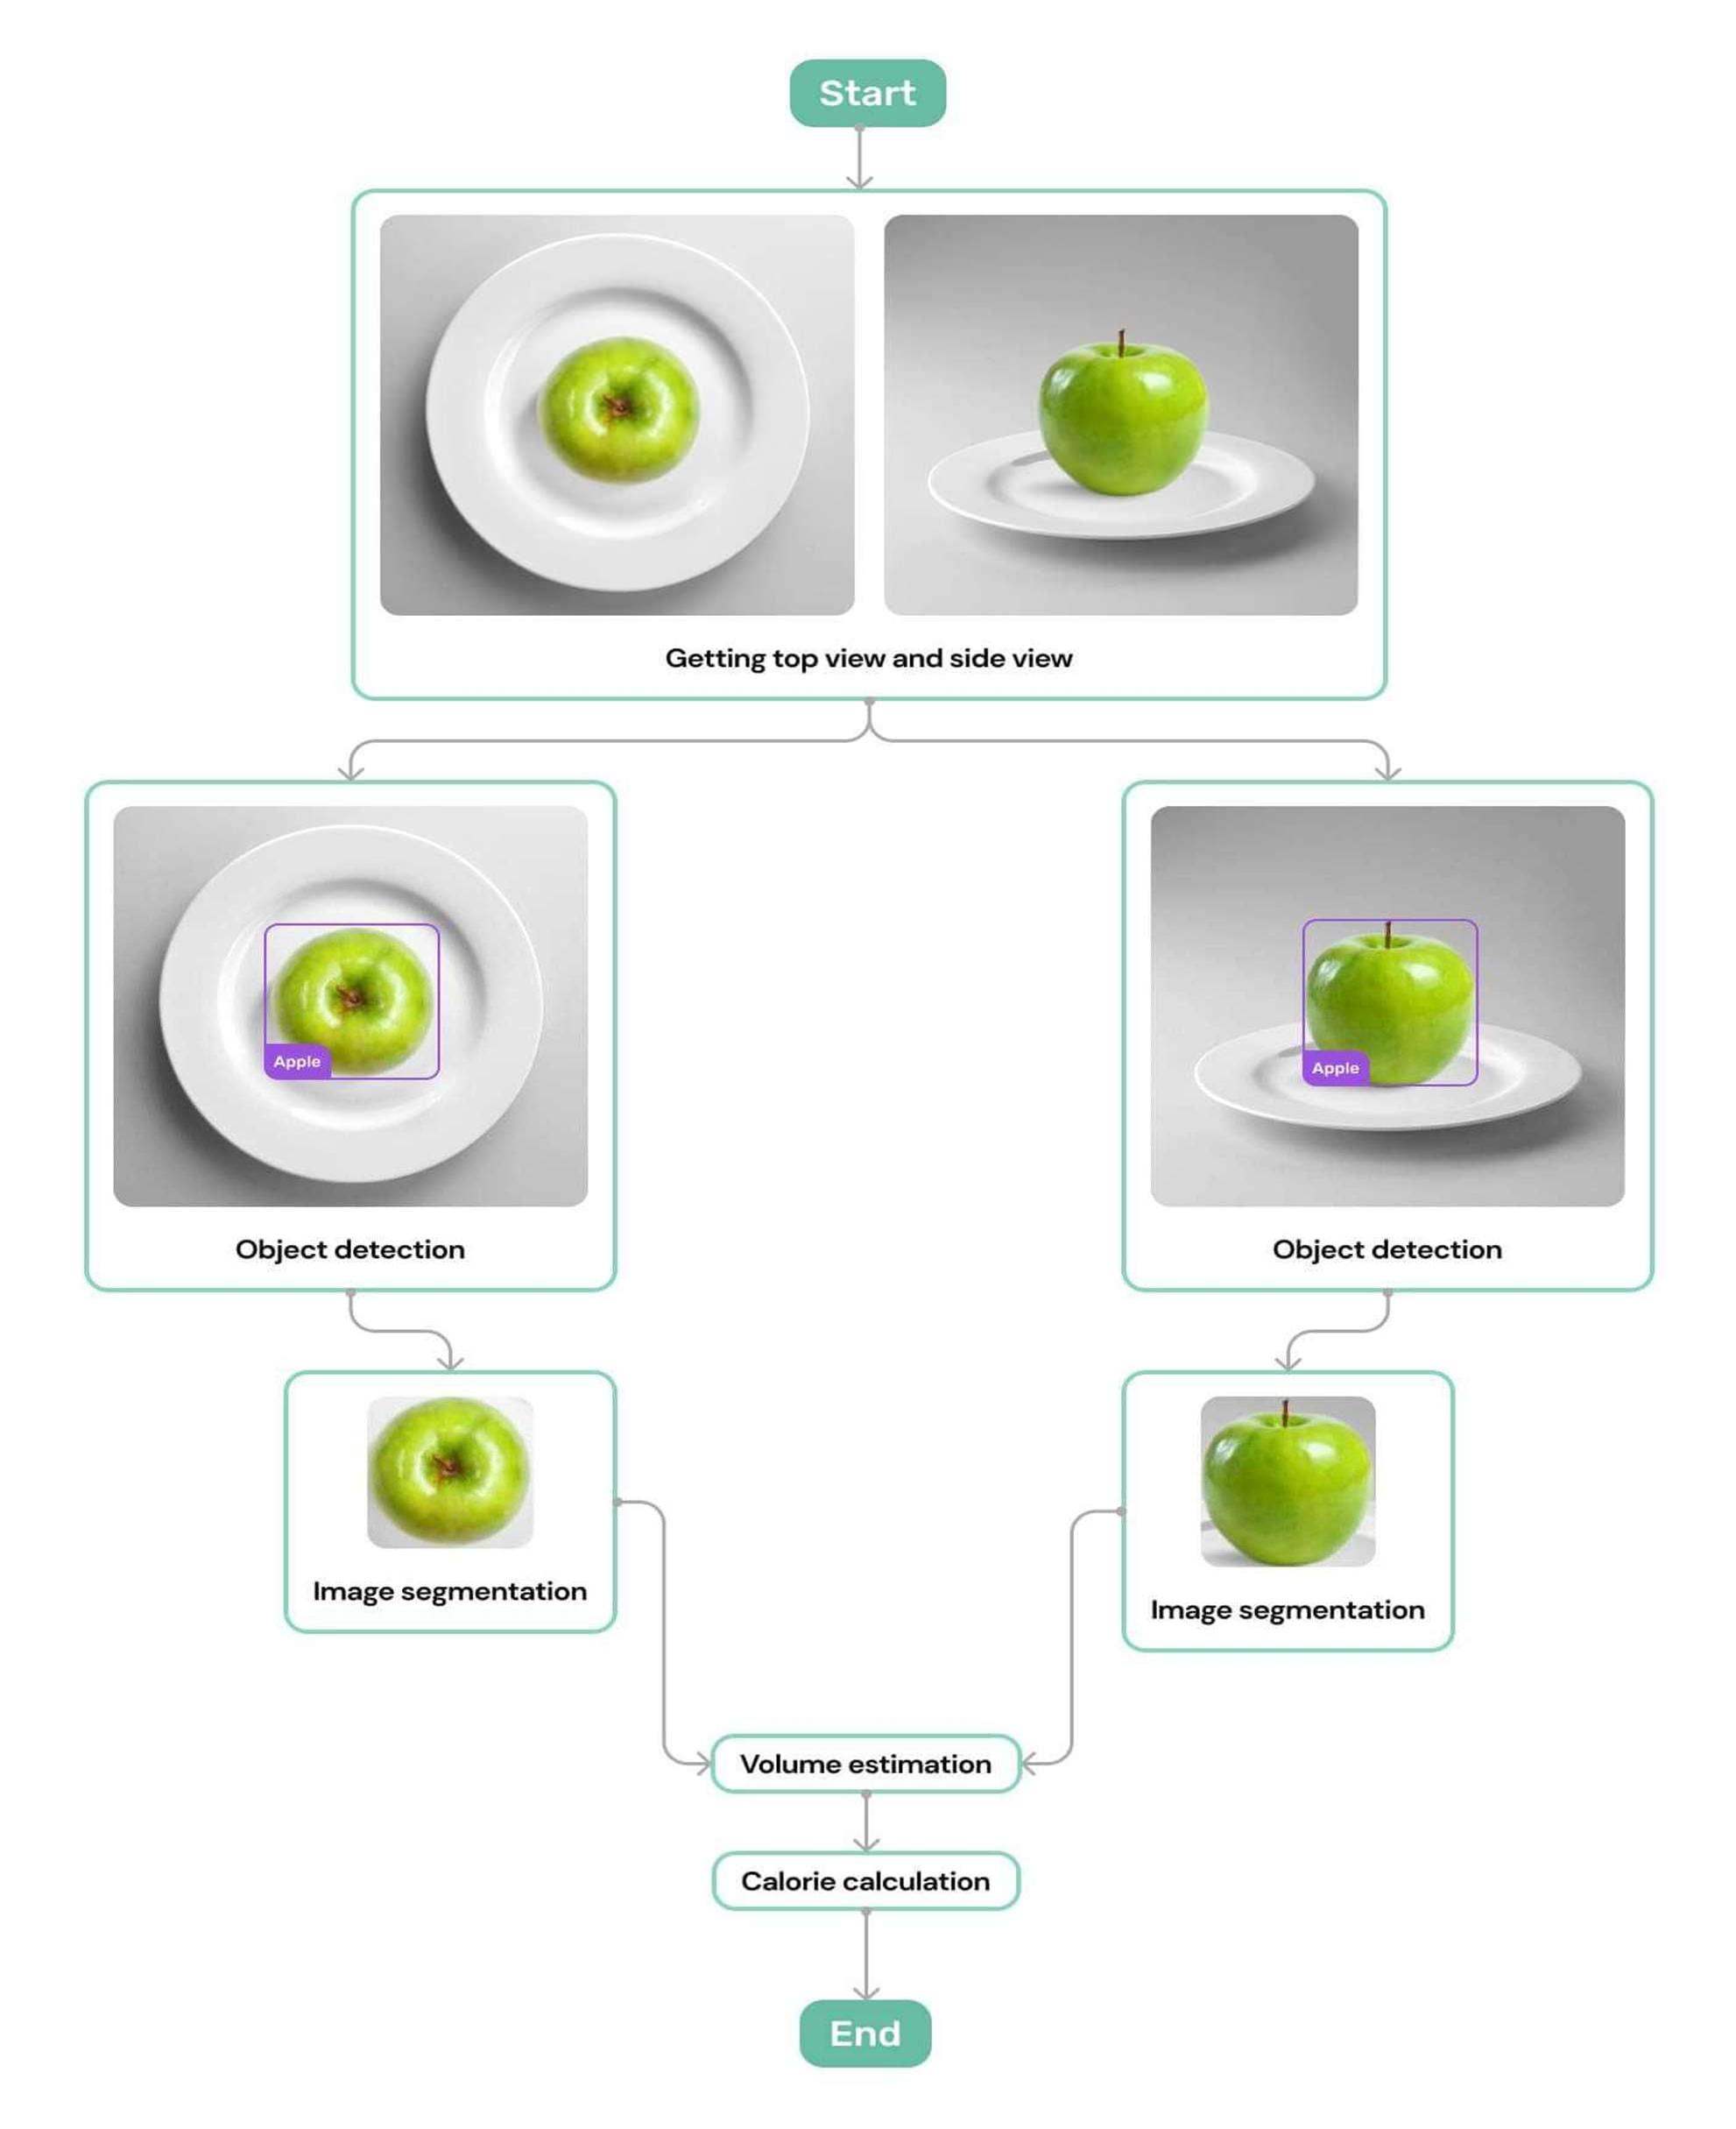 Start
Getting top view and side view
Apple
Object detection
Apple
Object detection
Image segmentation
Image segmentation
Volume estimation
Calorie calculation
End